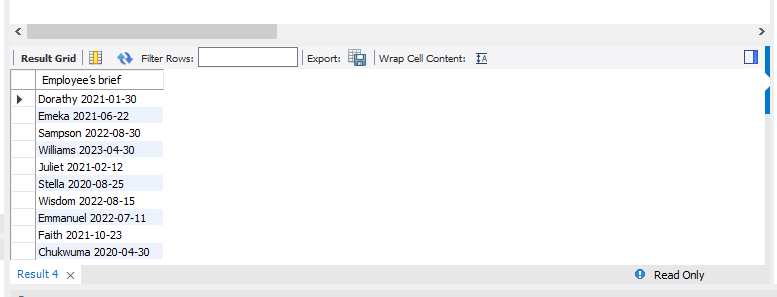 Result Grid Filter Rows: Export: Wrap Cell Content: IA
Employee’s brief
Dorathy 2021-01-30
Emeka 2021-06-22
Sampson 2022-08-30
Williams 2023-04-30
Juliet 2021-02-12
Stella 2020-08-25
Wisdom 2022-08-15
Emmanuel 2022-07-11
Faith 2021-10-23
Chukwuma 2020-04-30
Result 4 Read Only